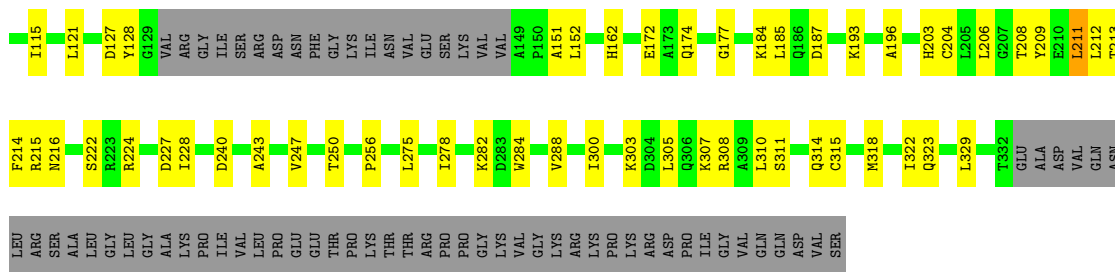 I115 L121 D127 Y128 G129 VAL ARG GLY ILE SER ARG ASP ASN PHE GLY LYS ILE ASN VAL GLU SER LYS VAL VAL A149 P150 A151 L152 H162 E172 A173 Q174 G177 K184 L185 Q186 D187 K193 A196 H203 C204 L205 L206 G207 T208 Y209 E210 L211 L212 T213
F214 R215 N216 S222 R223 R224 D227 I228 D240 A243 V247 T250 P256 L275 I278 K282 D283 W284 V288 I300 K303 D304 L305 Q306 K307 R308 A309 L310 S311 Q314 C315 M318 I322 Q323 L329 T332 GLU ALA ASP VAL GLN ASN
LEU ARG SER ALA LEU GLY LEU GLY ALA LYS PRO ILE VAL LEU PRO GLU GLU THR PRO LYS THR THR ARG PRO PRO GLY LYS VAL GLY LYS ARG LYS PRO LYS ARG ASP PRO ILE GLY VAL GLN GLN ASP VAL SER